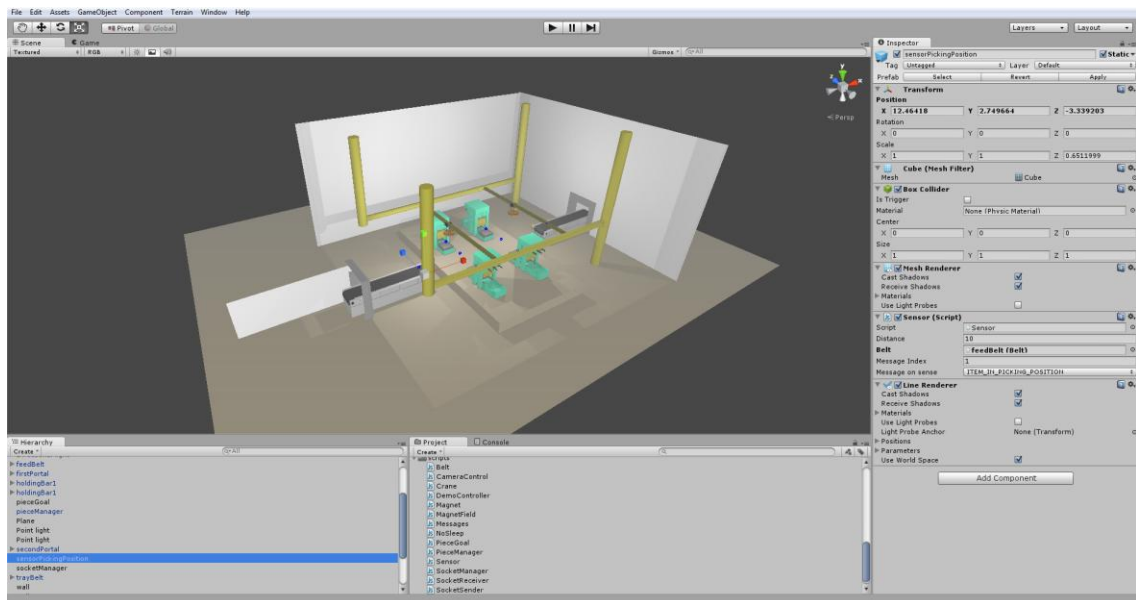 File Edit Assets GameObject Component Terrain Window Help
Pivot Global Layers Layout
Scene Game
Textured RGB Gizmos All
y
x
Persp
Inspector
sensorPickingPosition Static
Tag Untagged Layer Default
Prefab Select Revert Apply
Transform
Position
X 12.46418 Y 2.749664 Z -3.339203
Rotation
X 0 Y 0 Z 0
Scale
X 1 Y 1 Z 0.6511999
Cube (Mesh Filter)
Mesh Cube
Box Collider
Is Trigger
Material None (Physic Material)
Center
X 0 Y 0 Z 0
Size
X 1 Y 1 Z 1
Mesh Renderer
Cast Shadows
Receive Shadows
Materials
Use Light Probes
Sensor (Script)
Script Sensor
Distance 10
Belt feedBelt (Belt)
Message Index 1
Message on sense ITEM_IN_PICKING_POSITION
Line Renderer
Cast Shadows
Receive Shadows
Materials
Use Light Probes
Light Probe Anchor None (Transform)
Positions
Parameters
Use World Space
Add Component
Hierarchy
Create All
feedBelt
firstPortal
holdingBar1
holdingBar1
pieceGoal
pieceManager
Plane
Point light
Point light
secondPortal
sensorPickingPosition
socketManager
trayBelt
wall
Project Console
Create
scripts
Belt
CameraControl
Crane
DemoController
Magnet
MagnetField
Messages
NoSleep
PieceGoal
PieceManager
Sensor
SocketManager
SocketReceiver
SocketSender